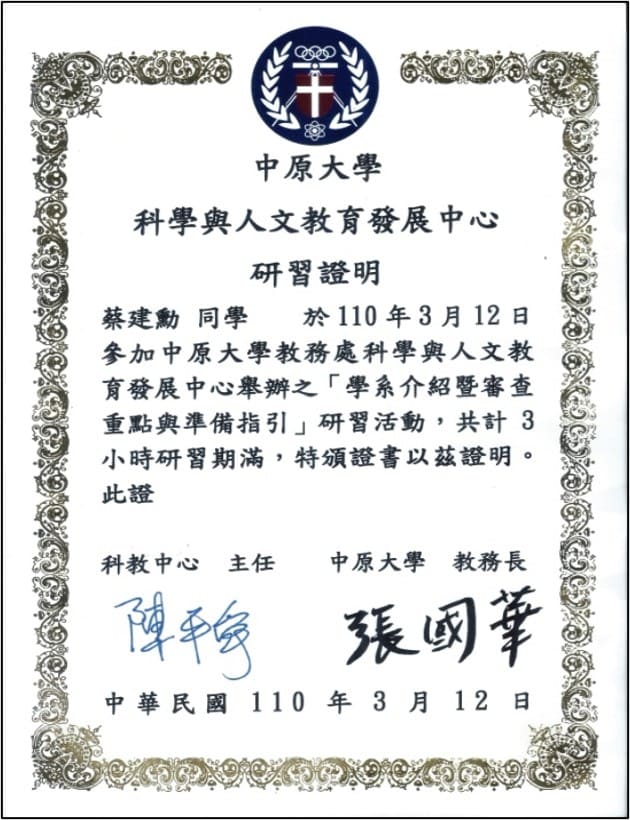 中原大學
科學與人文教育發展中心
研習證明
蔡建勳 同學 於110年3月12日
參加中原大學教務處科學與人文教
育發展中心舉辦之「學系介紹暨審查
重點與準備指引」研習活動，共計 3
小時研習期滿，特頒證書以茲證明。
此證
科教中心 主任 中原大學 教務長
陳平宇 張國華
中華民國 110 年 3 月 12 日